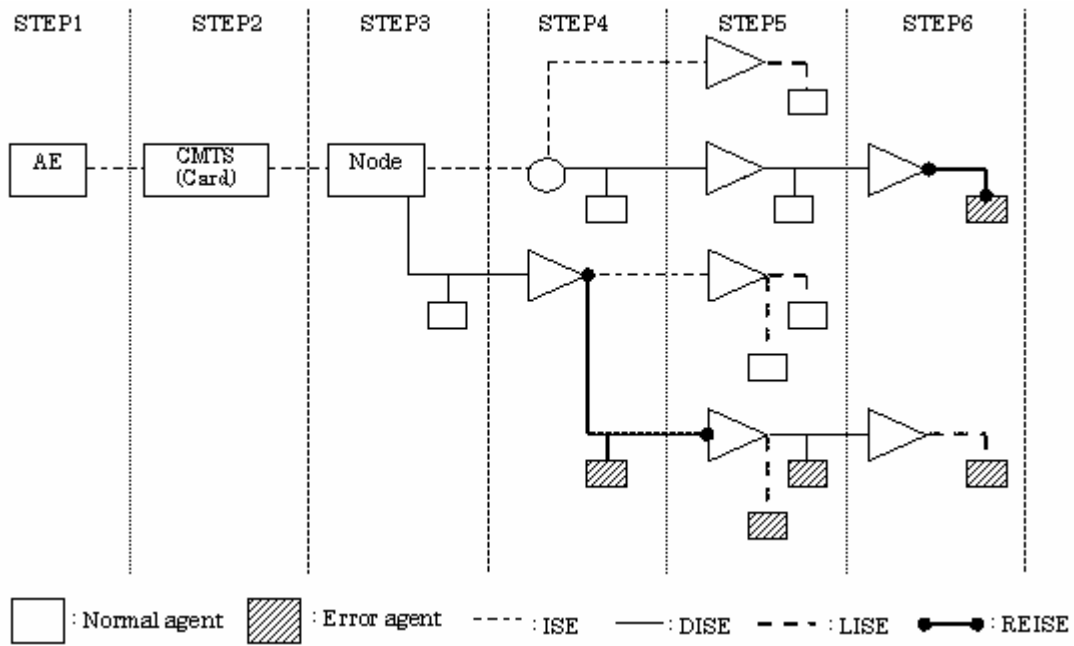 STEP1 STEP2 STEP3 STEP4 STEP5 STEP6
AE
CMTS
(Card)
Node
: Normal agent : Error agent : ISE : DISE : LISE : REISE